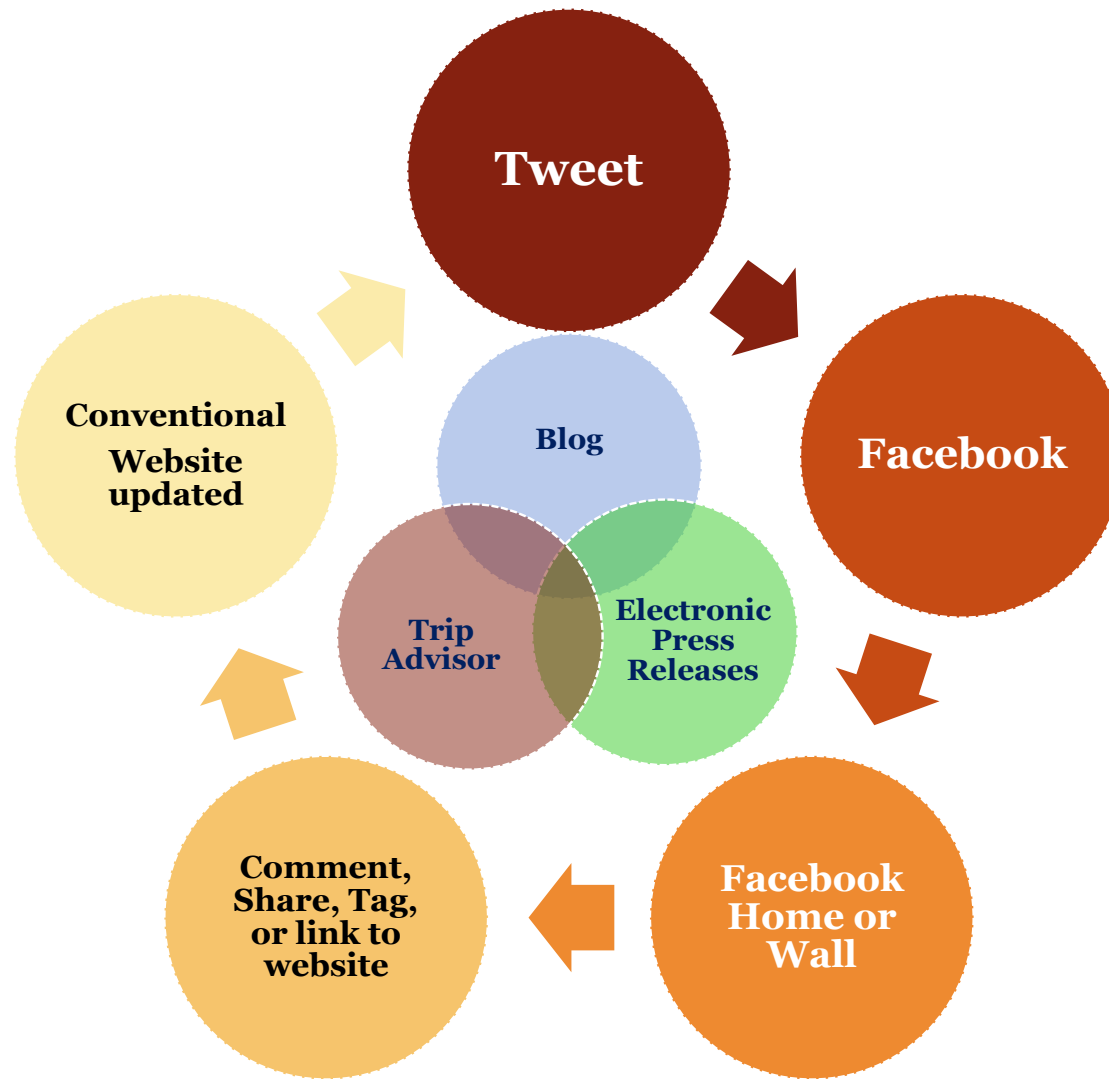 Tweet
Conventional
Website
updated
Blog
Facebook
Trip
Advisor
Electronic
Press
Releases
Comment,
Share, Tag,
or link to
website
Facebook
Home or
Wall